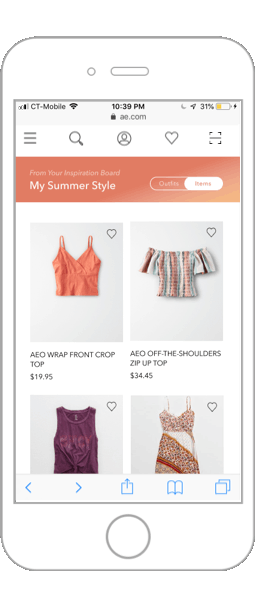 CT-Mobile 10:39 PM 31%
ae.com
From Your Inspiration Board
My Summer Style
Outfits Items
AEO WRAP FRONT CROP
TOP
$19.95
AEO OFF-THE-SHOULDERS
ZIP UP TOP
$34.45